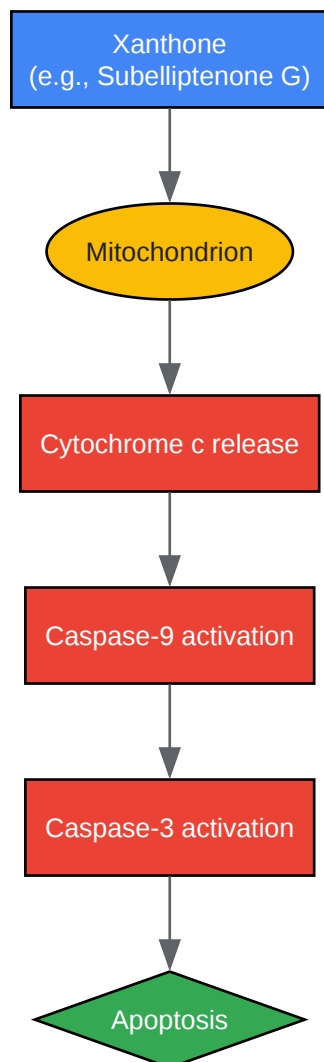 Xanthone
(e.g., Subelliptenone G)
Mitochondrion
Cytochrome c release
Caspase-9 activation
Caspase-3 activation
Apoptosis